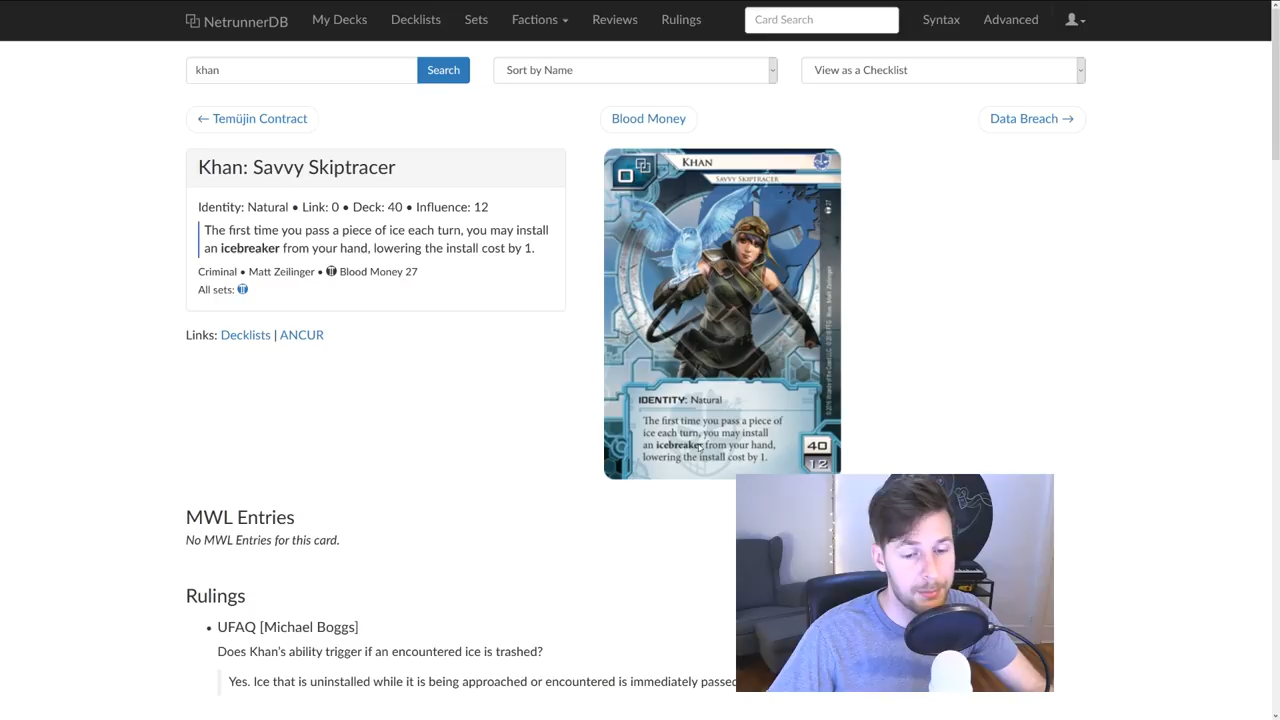 NetrunnerDB My Decks Decklists Sets Factions Reviews Rulings Card Search Syntax Advanced
khan Search Sort by Name View as a Checklist
← Temüjin Contract Blood Money Data Breach →
Khan: Savvy Skiptracer
Identity: Natural • Link: 0 • Deck: 40 • Influence: 12
The first time you pass a piece of ice each turn, you may install
an icebreaker from your hand, lowering the install cost by 1.
Criminal • Matt Zeilinger • Blood Money 27
All sets:
Links: Decklists | ANCUR
0 KHAN
SAVVY SKIPTRACER
27
IDENTITY: Natural
The first time you pass a piece of
ice each turn, you may install
an icebreaker from your hand,
lowering the install cost by 1.
40
12
MWL Entries
No MWL Entries for this card.
Rulings
• UFAQ [Michael Boggs]
Does Khan's ability trigger if an encountered ice is trashed?
Yes. Ice that is uninstalled while it is being approached or encountered is immediately passed